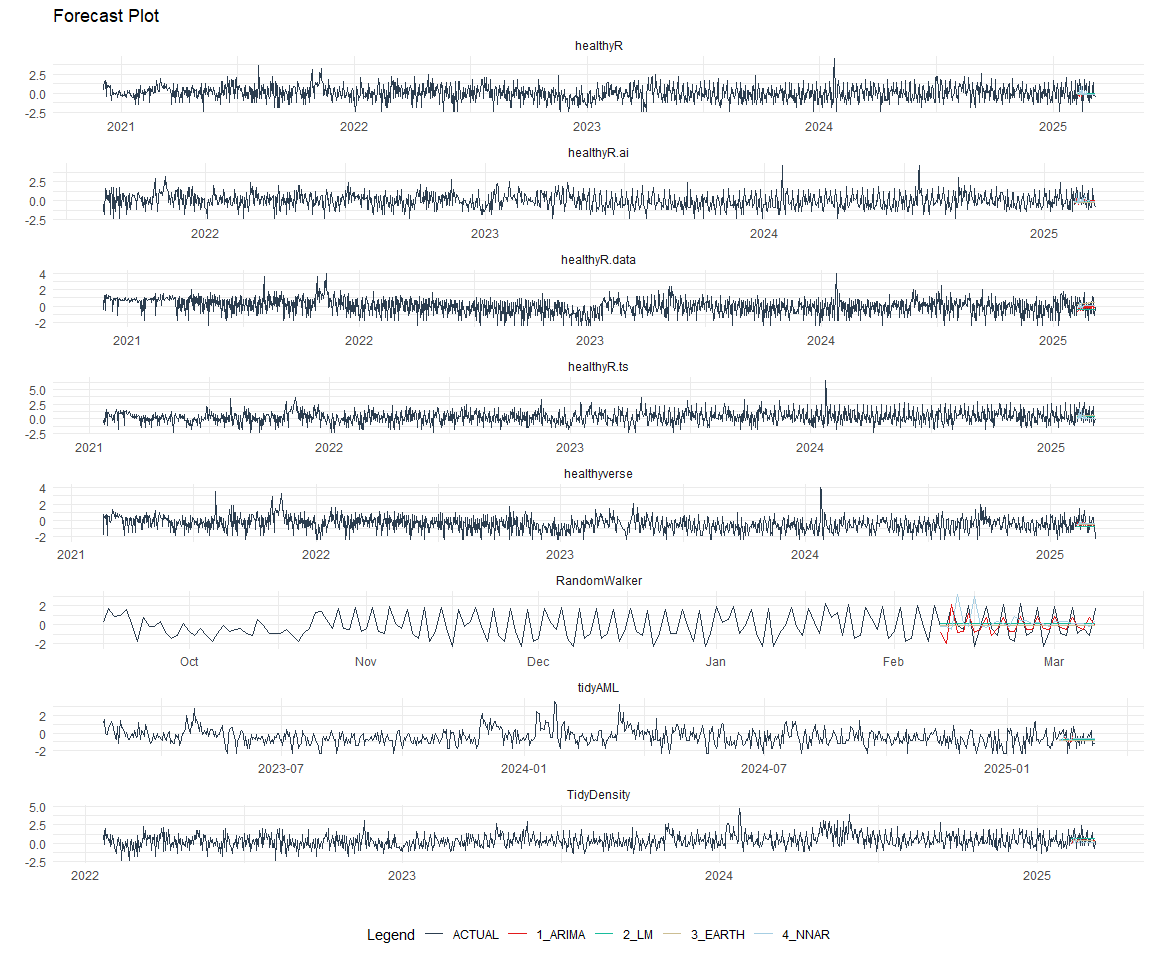 Forecast Plot
healthyR
2.5
0.0
-2.5
2021 2022 2023 2024 2025
healthyR.ai
2.5
0.0
-2.5
2022 2023 2024 2025
healthyR.data
4
2
0
-2
2021 2022 2023 2024 2025
healthyR.ts
5.0
2.5
0.0
-2.5
2021 2022 2023 2024 2025
healthyverse
4
2
0
-2
2021 2022 2023 2024 2025
RandomWalker
2
0
-2
Oct Nov Dec Jan Feb Mar
tidyAML
2
0
-2
2023-07 2024-01 2024-07 2025-01
TidyDensity
5.0
2.5
0.0
-2.5
2022 2023 2024 2025
Legend ACTUAL 1_ARIMA 2_LM 3_EARTH 4_NNAR